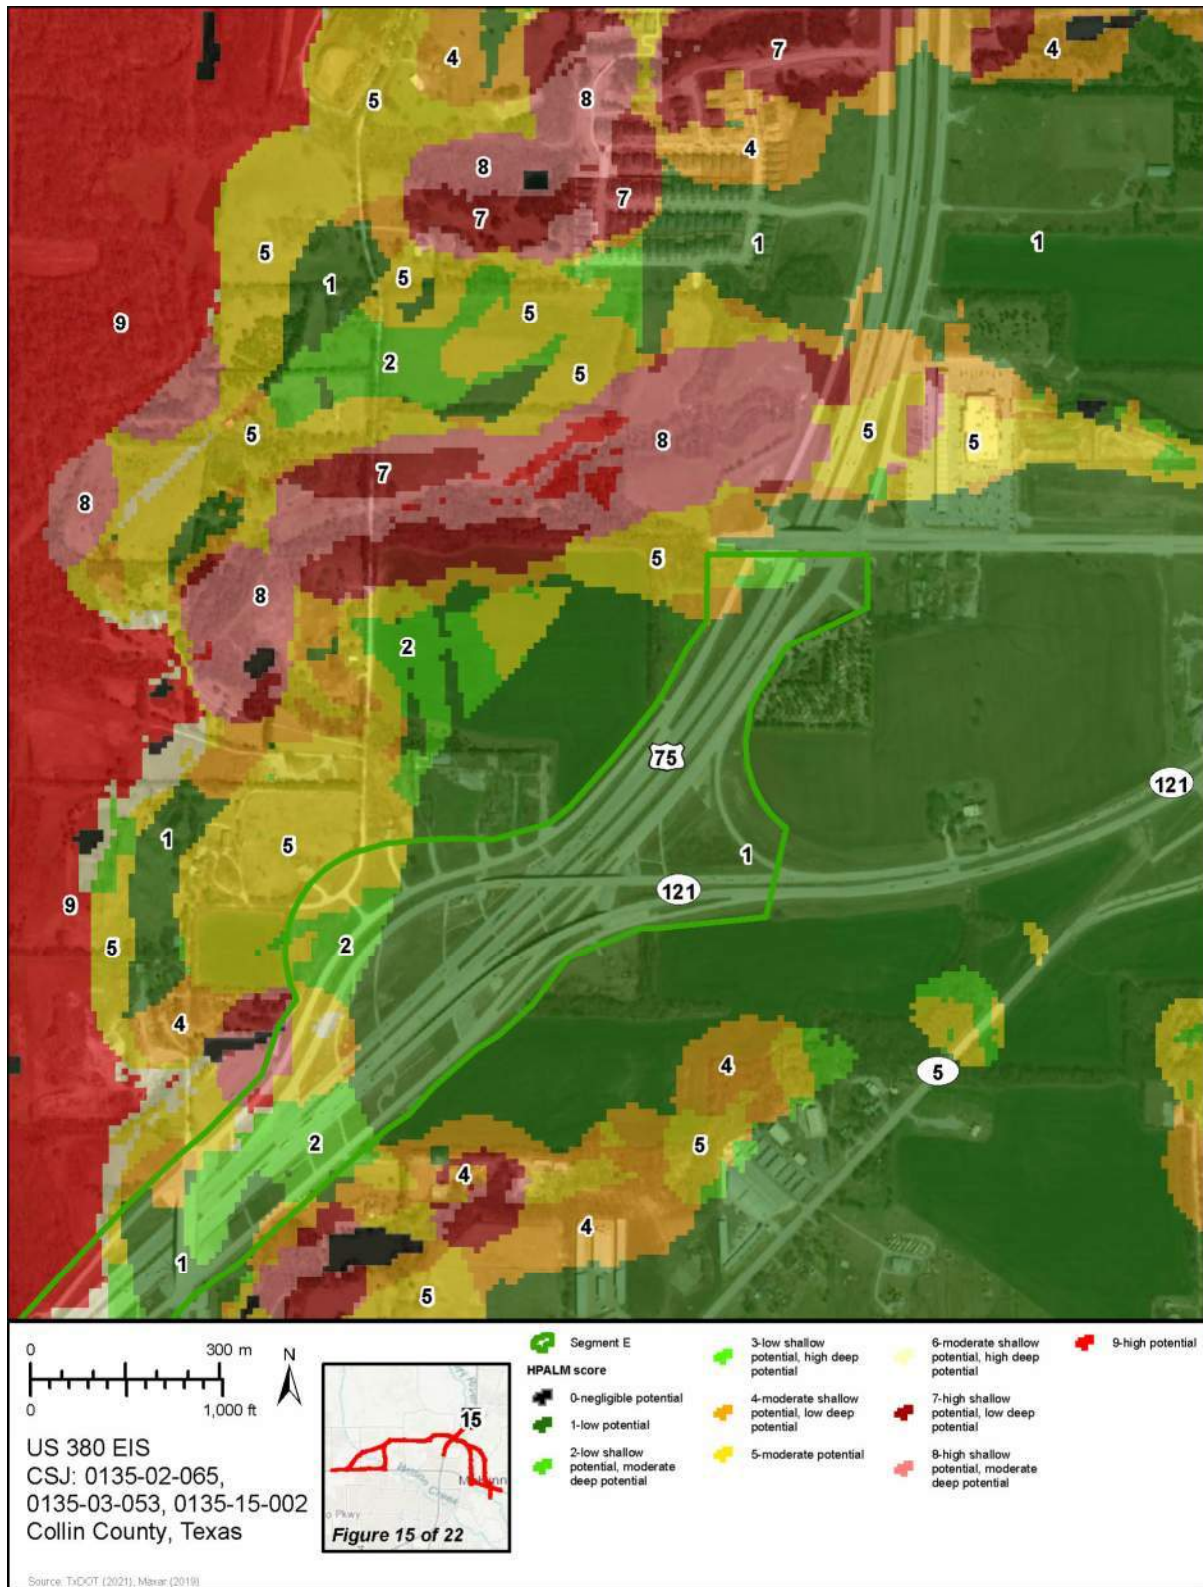 4
7
4
5
8
4
8
7
7
5
1
1
5
1
5
9
5
2
5
5
8
5
5
7
8
5
8
2
75
121
1
5
1
121
9
5
2
4
4
5
5
2
4
4
1
5
0 300 m
0 1,000 ft
N
US 380 EIS
CSJ: 0135-02-065,
0135-03-053, 0135-15-002
Collin County, Texas
15
o Pkwy
Figure 15 of 22
Segment E
HPALM score
0-negligible potential
1-low potential
2-low shallow
potential, moderate
deep potential
3-low shallow
potential, high deep
potential
4-moderate shallow
potential, low deep
potential
5-moderate potential
6-moderate shallow
potential, high deep
potential
7-high shallow
potential, low deep
potential
8-high shallow
potential, moderate
deep potential
9-high potential
Source: TxDOT (2021), Maxar (2019)